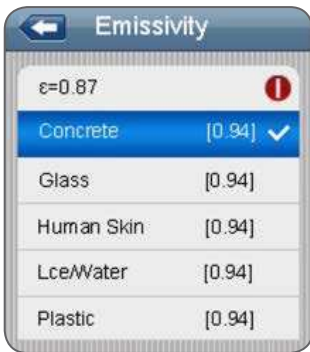 Emissivity
ε=0.87
Concrete [0.94]
Glass [0.94]
Human Skin [0.94]
Lce/Water [0.94]
Plastic [0.94]